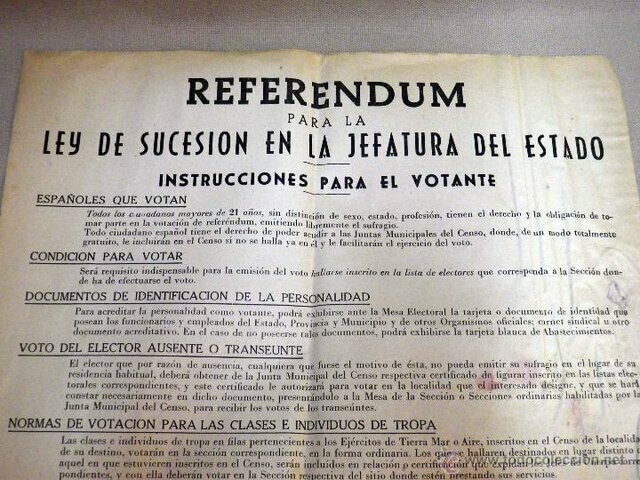 REFERENDUM
PARA LA
LEY DE SUCESION EN LA JEFATURA DEL ESTADO
INSTRUCCIONES PARA EL VOTANTE
ESPAÑOLES QUE VOTAN
Todos los ciudadanos mayores de 21 años, sin distinción de sexo, estado, profesión, tienen el derecho y la obligación de to-
mar parte en la votación de referéndum, emitiendo libremente el sufragio.
Todo ciudadano español tiene el derecho de poder acudir a las Juntas Municipales del Censo, donde, de un modo totalmente
gratuito, le incluirán en el Censo si no se halla ya en él y le facilitarán el ejercicio del voto.
CONDICION PARA VOTAR
Será requisito indispensable para la emisión del voto hallarse inscrito en la lista de electores que corresponda a la Sección don-
de ha de efectuarse el voto.
DOCUMENTOS DE IDENTIFICACION DE LA PERSONALIDAD
Para acreditar la personalidad como votante, podrá exhibirse ante la Mesa Electoral la tarjeta o documento de identidad que
posean los funcionarios y empleados del Estado, Provincia y Municipio y de otros Organismos oficiales; carnet sindical u otro
documento acreditativo. En el caso de no poseerse tales documentos, podrá exhibirse la tarjeta blanca de Abastecimientos.
VOTO DEL ELECTOR AUSENTE O TRANSEUNTE
El elector que por razón de ausencia, cualquiera que fuese el motivo de ésta, no pueda emitir su sufragio en el lugar de su
residencia habitual, deberá obtener de la Junta Municipal del Censo respectiva certificado de figurar inscrito en las listas elec-
torales correspondientes, y este certificado le autorizará para votar en la localidad que el interesado designe, y que se hará
constar necesariamente en dicho documento, presentándolo a la Mesa de la Sección o Secciones ordinarias habilitadas por la
Junta Municipal del Censo, para recibir los votos de los transeúntes.
NORMAS DE VOTACION PARA LAS CLASES E INDIVIDUOS DE TROPA
Las clases e individuos de tropa en filas pertenecientes a los Ejércitos de Tierra Mar o Aire, inscritos en el Censo de la localidad
de su destino, votarán en la sección correspondiente, en la forma ordinaria. Los que se hallaren destinados en lugar distinto de
aquel en que estuvieren inscritos en el Censo, serán incluidos en relación o certificado que expidan los
respectivos, y con ella deberán votar en la Sección respectiva del sitio donde estén prestando sus servicios.
todocoleccion.net